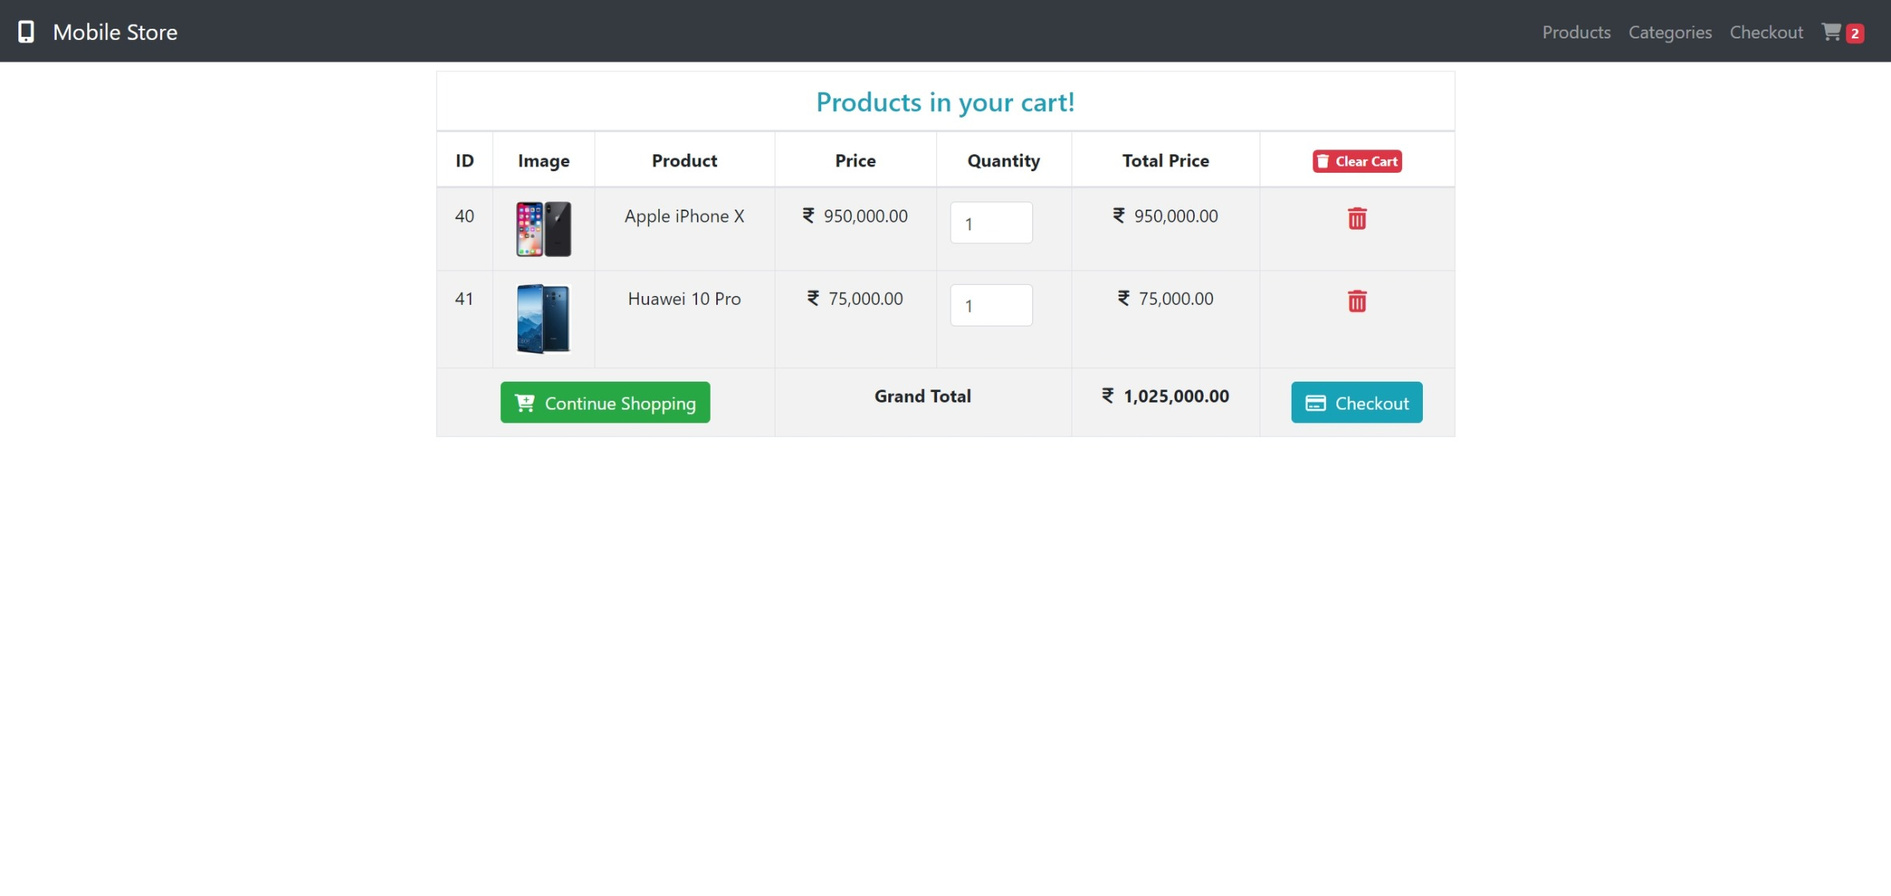 Mobile Store
Products Categories Checkout 2
Products in your cart!
ID Image Product Price Quantity Total Price Clear Cart
40 Apple iPhone X ₹ 950,000.00 1 ₹ 950,000.00
41 Huawei 10 Pro ₹ 75,000.00 1 ₹ 75,000.00
Continue Shopping Grand Total ₹ 1,025,000.00 Checkout